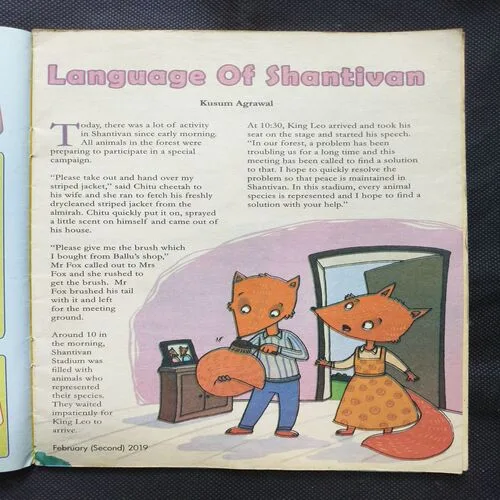 Language Of Shantivan
Kusum Agrawal
Today, there was a lot of activity
in Shantivan since early morning.
All animals in the forest were
preparing to participate in a special
campaign.
"Please take out and hand over my
striped jacket," said Chitu cheetah to
his wife and she ran to fetch his freshly
drycleaned striped jacket from the
almirah. Chitu quickly put it on, sprayed
a little scent on himself and came out of
his house.
"Please give me the brush which
I bought from Ballu's shop,"
Mr Fox called out to Mrs
Fox and she rushed to
get the brush. Mr
Fox brushed his tail
with it and left
for the meeting
ground.
Around 10 in
the morning,
Shantivan
Stadium was
filled with
animals who
represented
their species.
They waited
impatiently for
King Leo to
arrive.
At 10:30, King Leo arrived and took his
seat on the stage and started his speech.
"In our forest, a problem has been
troubling us for a long time and this
meeting has been called to find a solution
to that. I hope to quickly resolve the
problem so that peace is maintained in
Shantivan. In this stadium, every animal
species is represented and I hope to find a
solution with your help."
February (Second) 2019